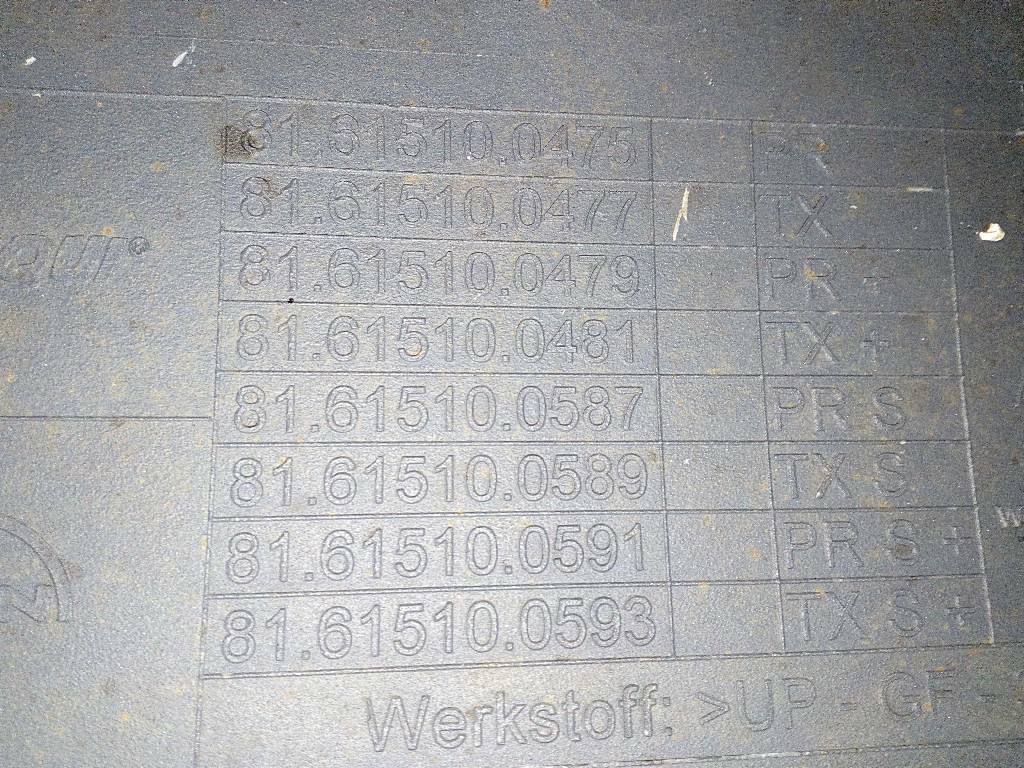 81.61510.0475 PR
81.61510.0477 TX
81.61510.0479 PR +
81.61510.0481 TX +
81.61510.0587 PR S
81.61510.0589 TX S
81.61510.0591 PR S +
81.61510.0593 TX S +
Werkstoff: >UP - GF -